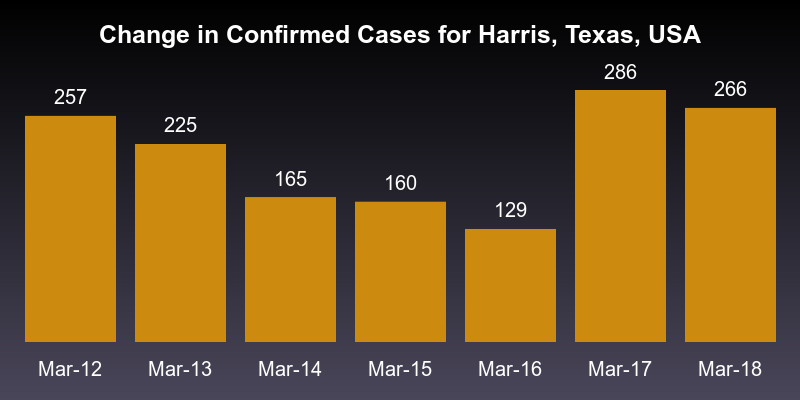 Change in Confirmed Cases for Harris, Texas, USA
257
225
165
160
129
286
266
Mar-12
Mar-13
Mar-14
Mar-15
Mar-16
Mar-17
Mar-18